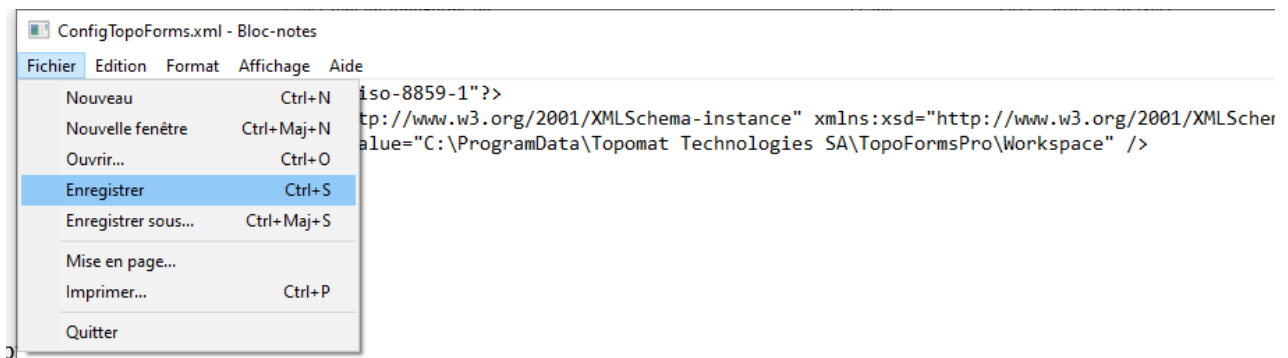 ConfigTopoForms.xml - Bloc-notes
Fichier Edition Format Affichage Aide
Nouveau Ctrl+N
Nouvelle fenêtre Ctrl+Maj+N
Ouvrir... Ctrl+O
Enregistrer Ctrl+S
Enregistrer sous... Ctrl+Maj+S
Mise en page...
Imprimer... Ctrl+P
Quitter
iso-8859-1"?>
tp://www.w3.org/2001/XMLSchema-instance" xmlns:xsd="http://www.w3.org/2001/XMLSchem
alue="C:\ProgramData\Topomat Technologies SA\TopoFormsPro\Workspace" />